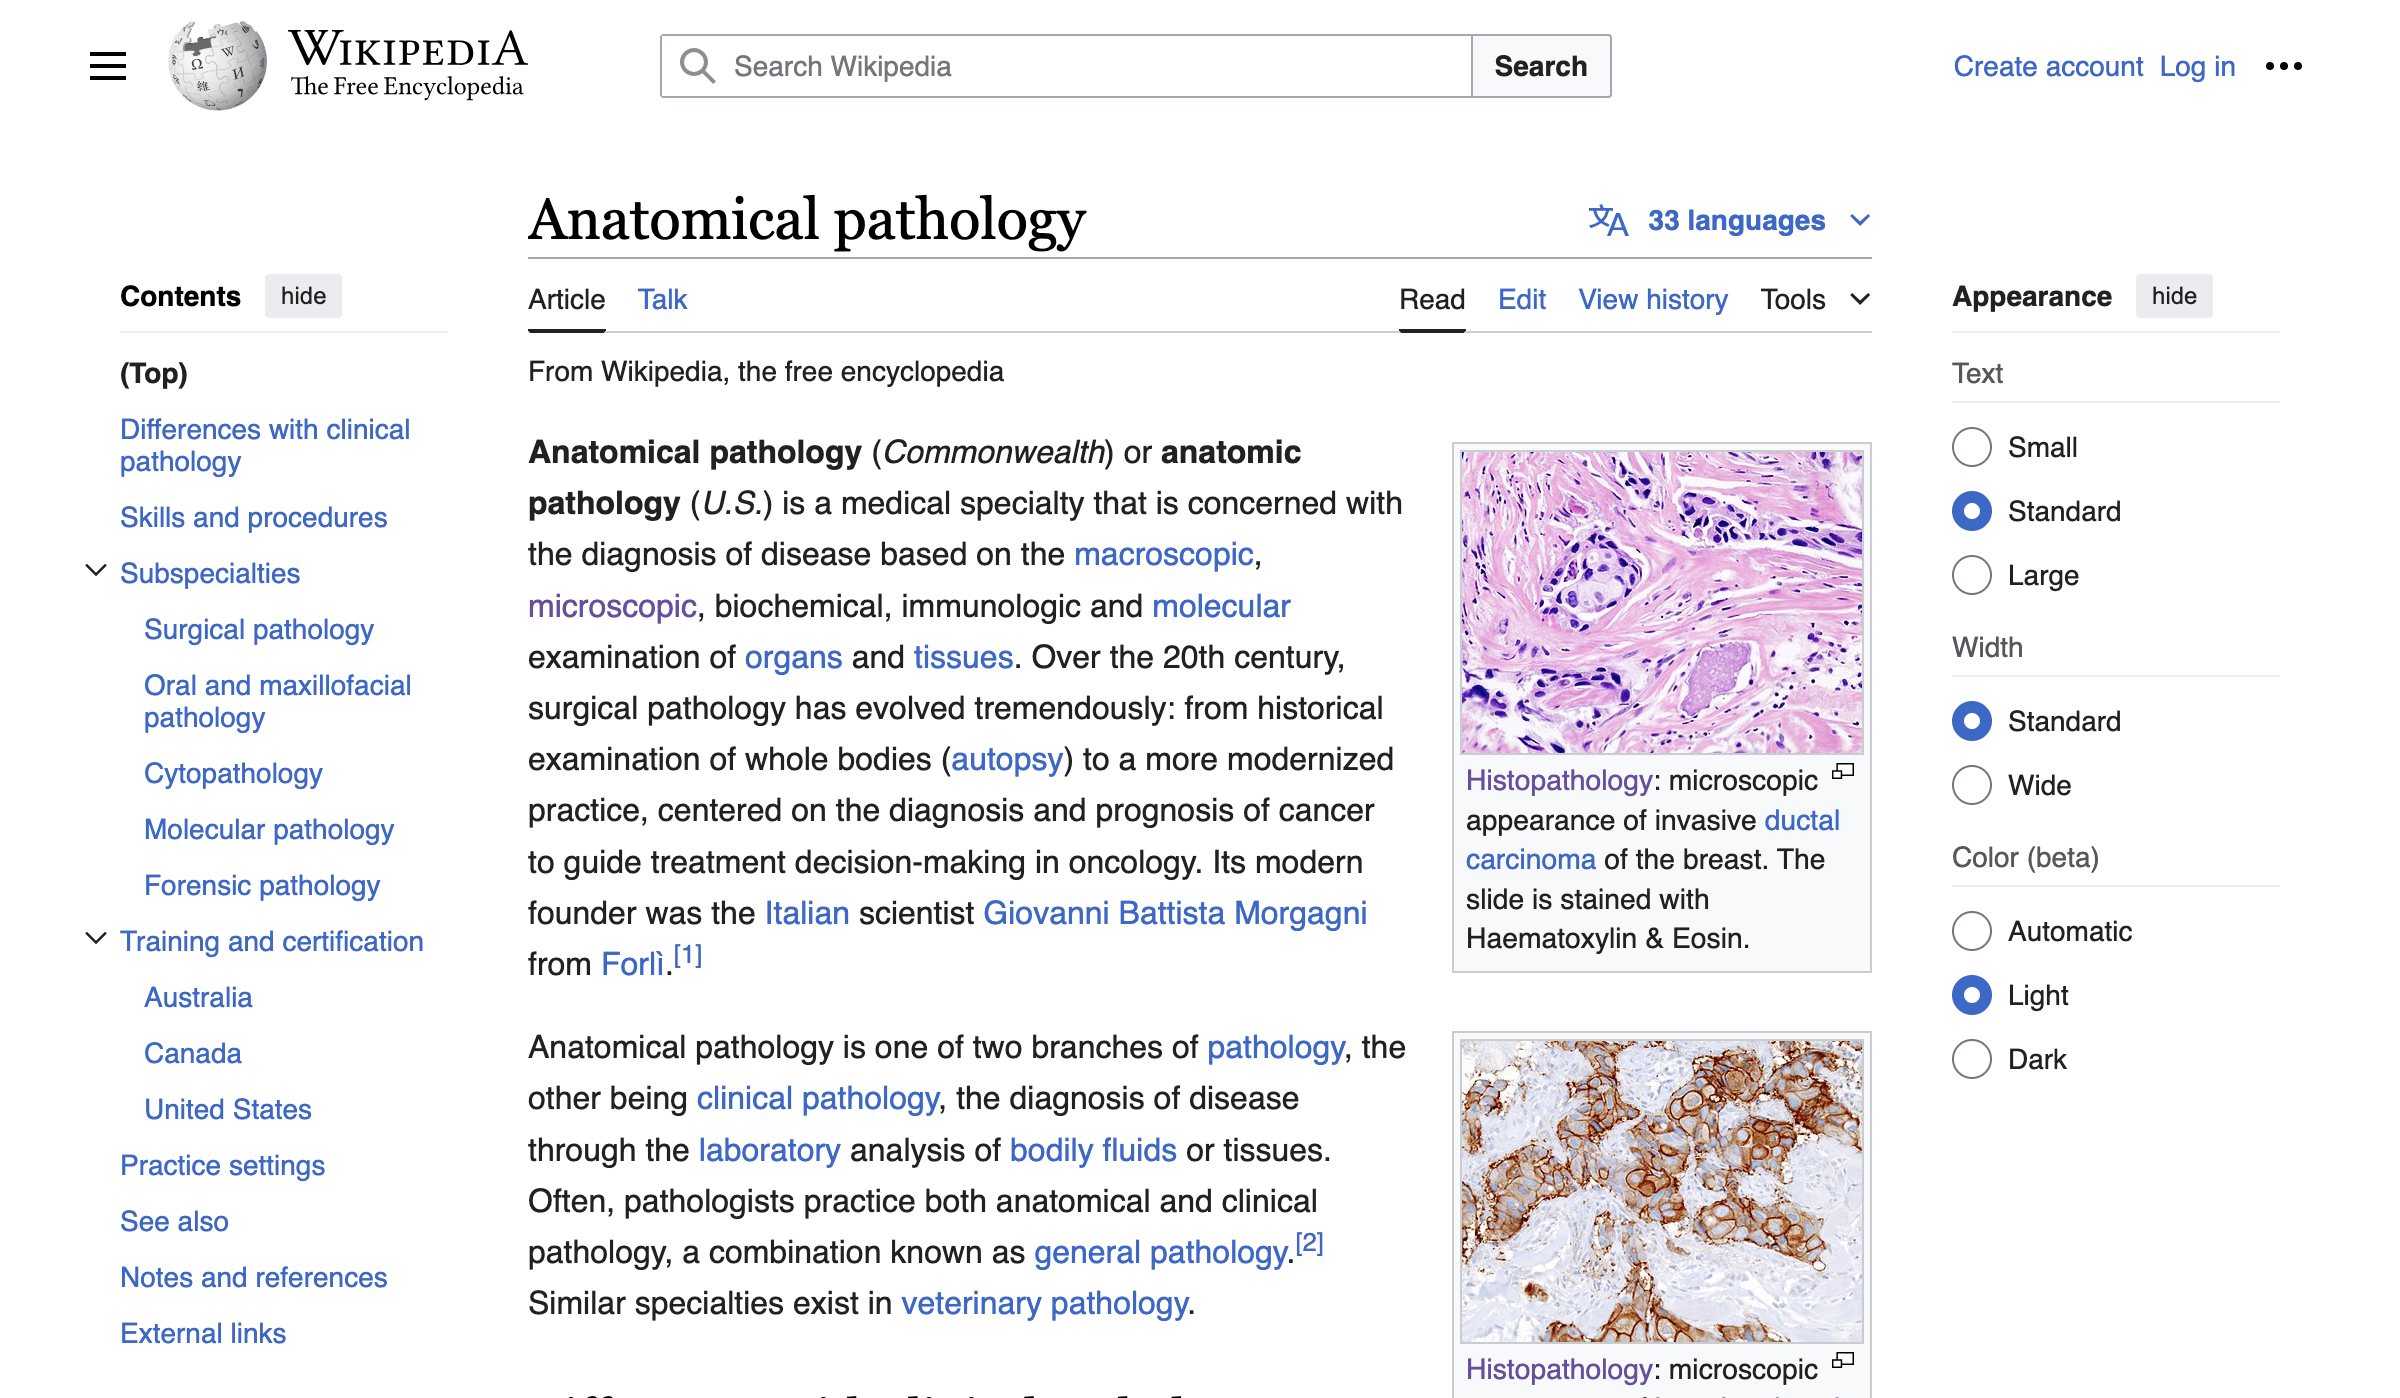 WIKIPEDIA
The Free Encyclopedia
Search Wikipedia
Search
Create account
Log in
Contents
hide
(Top)
Differences with clinical
pathology
Skills and procedures
Subspecialties
Surgical pathology
Oral and maxillofacial
pathology
Cytopathology
Molecular pathology
Forensic pathology
Training and certification
Australia
Canada
United States
Practice settings
See also
Notes and references
External links
Anatomical pathology
33 languages
Article
Talk
Read
Edit
View history
Tools
From Wikipedia, the free encyclopedia
Anatomical pathology (Commonwealth) or anatomic
pathology (U.S.) is a medical specialty that is concerned with
the diagnosis of disease based on the macroscopic,
microscopic, biochemical, immunologic and molecular
examination of organs and tissues. Over the 20th century,
surgical pathology has evolved tremendously: from historical
examination of whole bodies (autopsy) to a more modernized
practice, centered on the diagnosis and prognosis of cancer
to guide treatment decision-making in oncology. Its modern
founder was the Italian scientist Giovanni Battista Morgagni
from Forlì.[1]
Anatomical pathology is one of two branches of pathology, the
other being clinical pathology, the diagnosis of disease
through the laboratory analysis of bodily fluids or tissues.
Often, pathologists practice both anatomical and clinical
pathology, a combination known as general pathology.[2]
Similar specialties exist in veterinary pathology.
Histopathology: microscopic
appearance of invasive ductal
carcinoma of the breast. The
slide is stained with
Haematoxylin & Eosin.
Histopathology: microscopic
Appearance
hide
Text
Small
Standard
Large
Width
Standard
Wide
Color (beta)
Automatic
Light
Dark